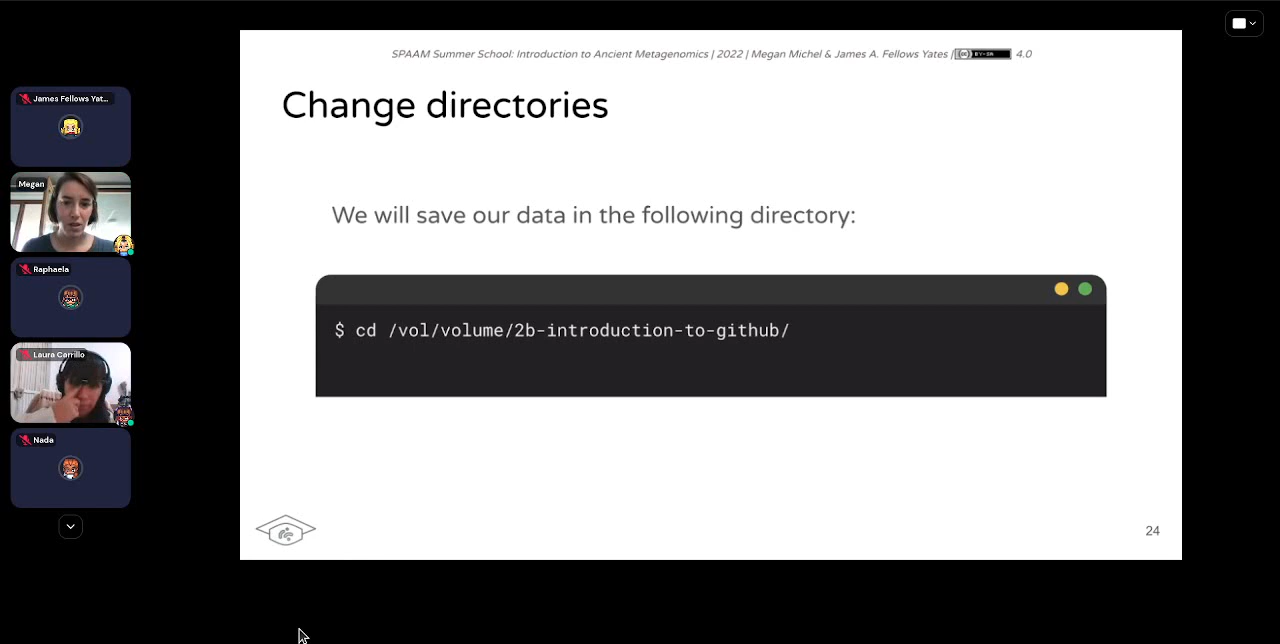 SPAAM Summer School: Introduction to Ancient Metagenomics | 2022 | Megan Michel & James A. Fellows Yates | BY-SA 4.0
Change directories
We will save our data in the following directory:
$ cd /vol/volume/2b-introduction-to-github/
24
James Fellows Yat...
Megan
Raphaela
Laura Carrillo
Nada